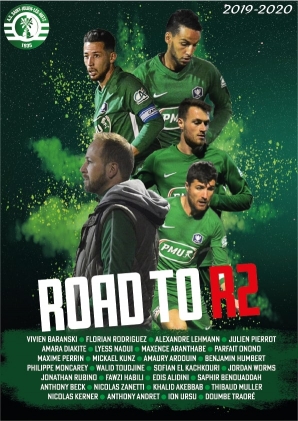 2019-2020
1935
PMU
PMU
ROAD TO R2
VIVIEN BARANSKI FLORIAN RODRIGUEZ ALEXANDRE LEHMANN JULIEN PIERROT
AMARA DIAKITE LYESS NAOUI MAXENCE ARANTHABE PARFAIT ONONO
MAXIME PERRIN MICKAEL KUNZ AMAURY ARDOUIN BENJAMIN HUMBERT
PHILIPPE MONCAREY WALID TOUDJINE SOFIAN EL KACHKOURI JORDAN WORMS
JONATHAN RUBINO FAWZI HABILI EDIS ALIDINI SAPHIR BENOUADDAH
ANTHONY BECK NICOLAS ZANETTI KHALID AKEBBAB THIBAUD MULLER
NICOLAS KERNER ANTHONY ANDRET ION URSU DOUMBE TRAORÉ